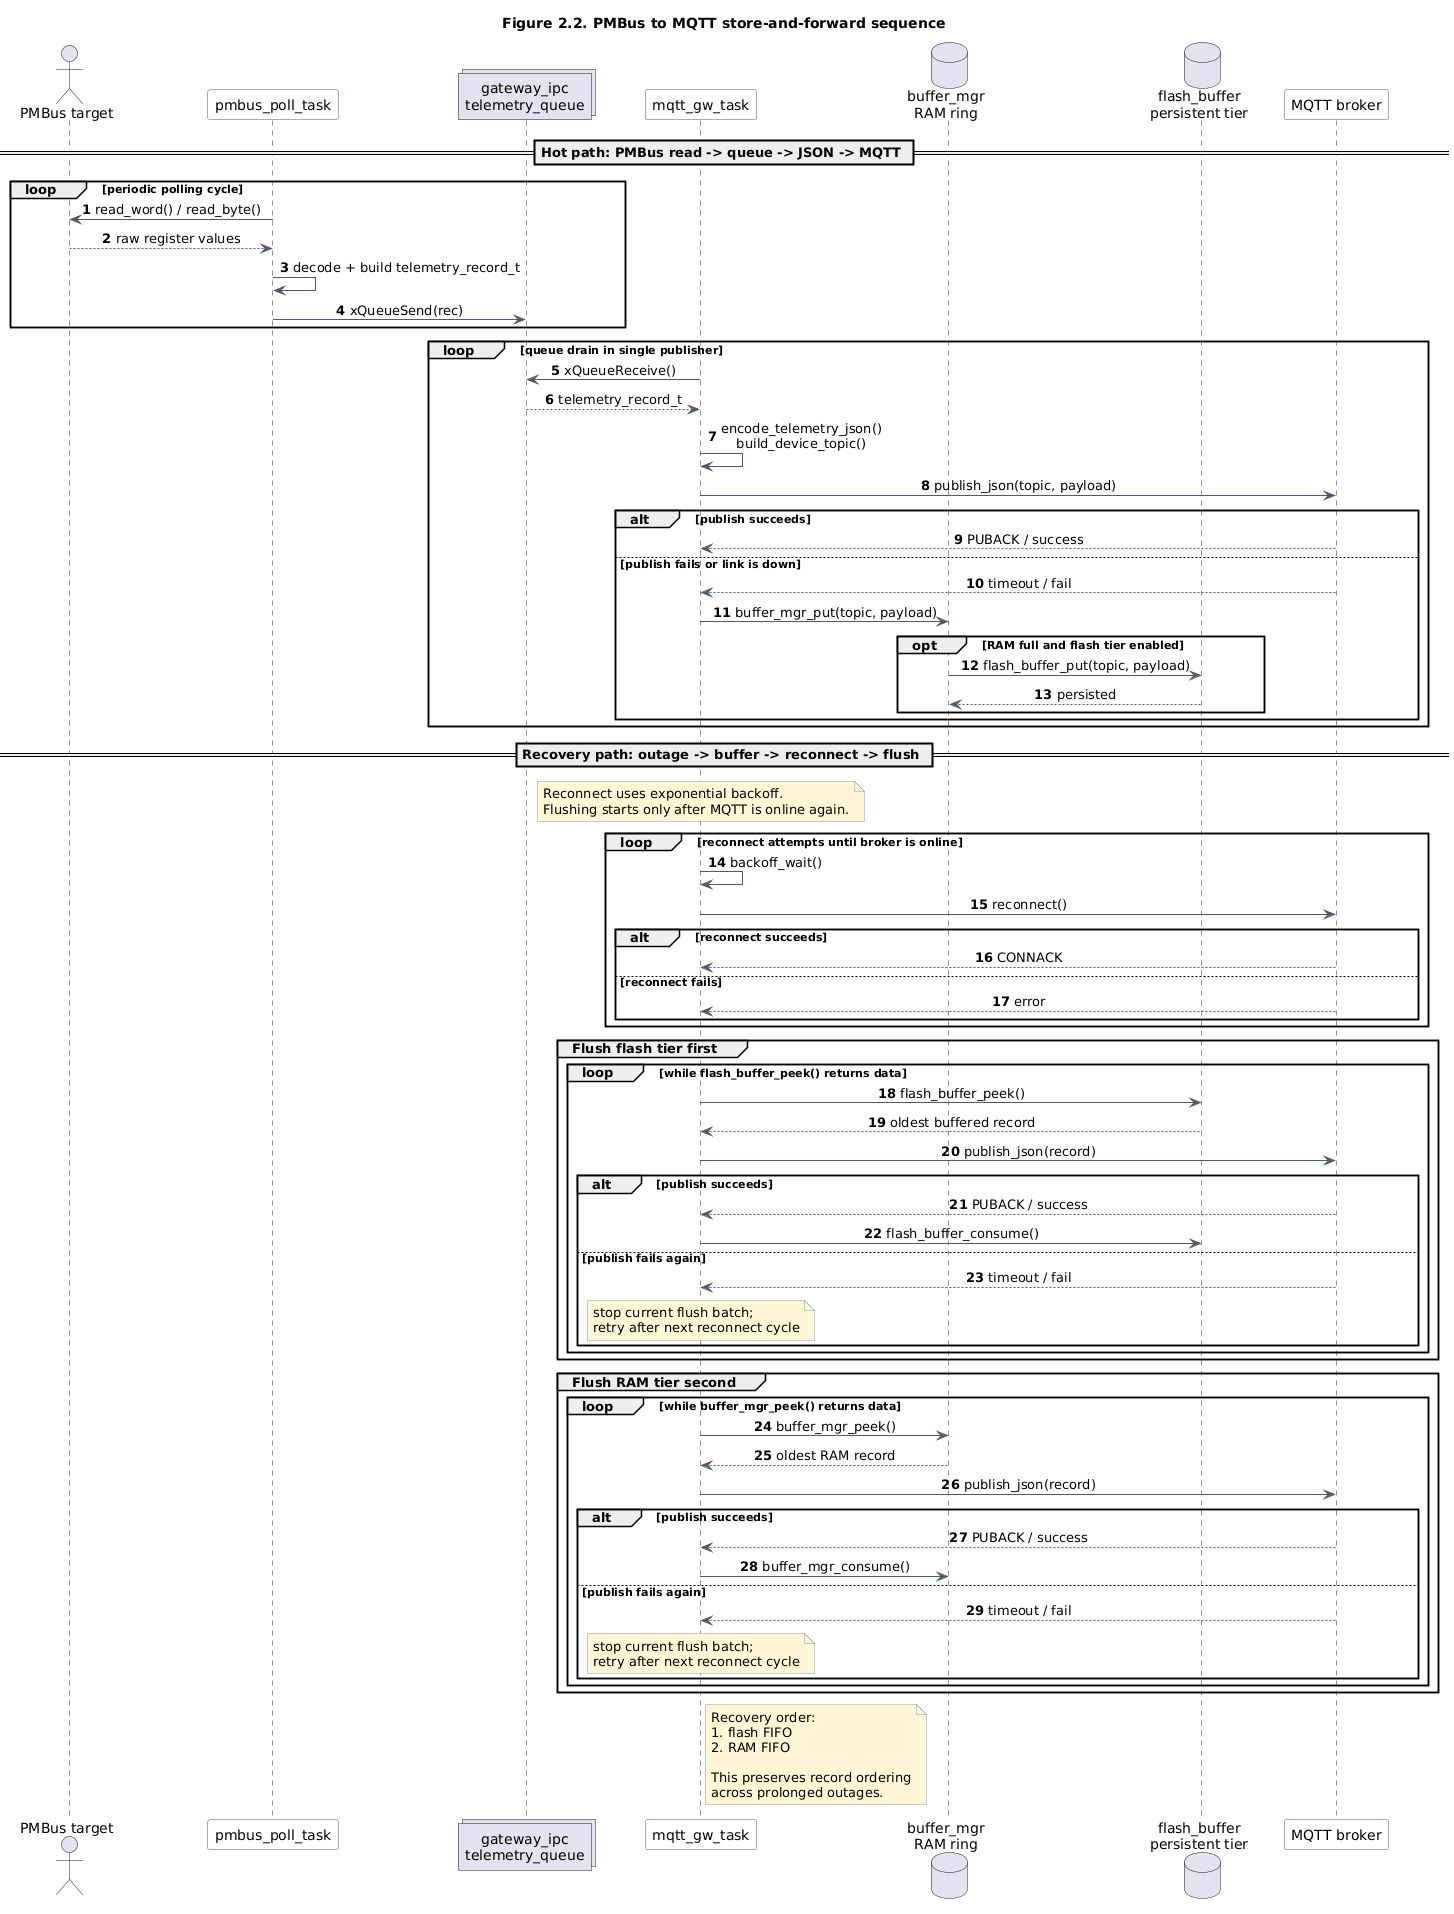 Figure 2.2. PMBus to MQTT store-and-forward sequence
PMBus target
pmbus_poll_task
gateway_ipc
telemetry_queue
mqtt_gw_task
buffer_mgr
RAM ring
flash_buffer
persistent tier
MQTT broker
Hot path: PMBus read -> queue -> JSON -> MQTT
loop [periodic polling cycle]
1 read_word() / read_byte()
2 raw register values
3 decode + build telemetry_record_t
4 xQueueSend(rec)
loop [queue drain in single publisher]
5 xQueueReceive()
6 telemetry_record_t
7 encode_telemetry_json()
build_device_topic()
8 publish_json(topic, payload)
alt [publish succeeds]
9 PUBACK / success
[publish fails or link is down]
10 timeout / fail
11 buffer_mgr_put(topic, payload)
opt [RAM full and flash tier enabled]
12 flash_buffer_put(topic, payload)
13 persisted
Recovery path: outage -> buffer -> reconnect -> flush
Reconnect uses exponential backoff.
Flushing starts only after MQTT is online again.
loop [reconnect attempts until broker is online]
14 backoff_wait()
15 reconnect()
alt [reconnect succeeds]
16 CONNACK
[reconnect fails]
17 error
Flush flash tier first
loop [while flash_buffer_peek() returns data]
18 flash_buffer_peek()
19 oldest buffered record
20 publish_json(record)
alt [publish succeeds]
21 PUBACK / success
22 flash_buffer_consume()
[publish fails again]
23 timeout / fail
stop current flush batch;
retry after next reconnect cycle
Flush RAM tier second
loop [while buffer_mgr_peek() returns data]
24 buffer_mgr_peek()
25 oldest RAM record
26 publish_json(record)
alt [publish succeeds]
27 PUBACK / success
28 buffer_mgr_consume()
[publish fails again]
29 timeout / fail
stop current flush batch;
retry after next reconnect cycle
Recovery order:
1. flash FIFO
2. RAM FIFO
This preserves record ordering
across prolonged outages.
PMBus target
pmbus_poll_task
gateway_ipc
telemetry_queue
mqtt_gw_task
buffer_mgr
RAM ring
flash_buffer
persistent tier
MQTT broker